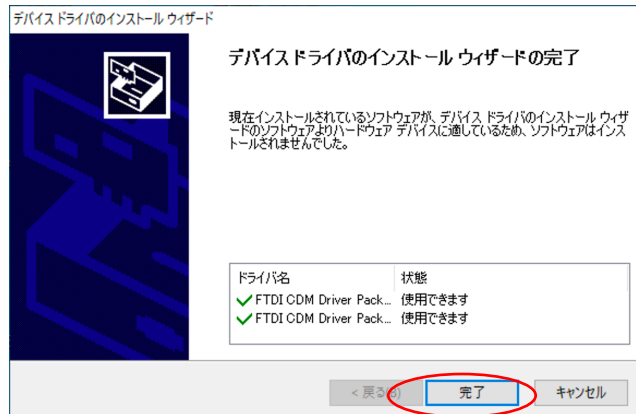 デバイス ドライバのインストール ウィザード
デバイス ドライバのインストール ウィザードの完了
現在インストールされているソフトウェアが、デバイス ドライバのインストール ウィザ
ードのソフトウェアよりハードウェア デバイスに適しているため、ソフトウェアはインス
トールされませんでした。
ドライバ名 状態
FTDI CDM Driver Pack... 使用できます
FTDI CDM Driver Pack... 使用できます
< 戻る(B) 完了 キャンセル